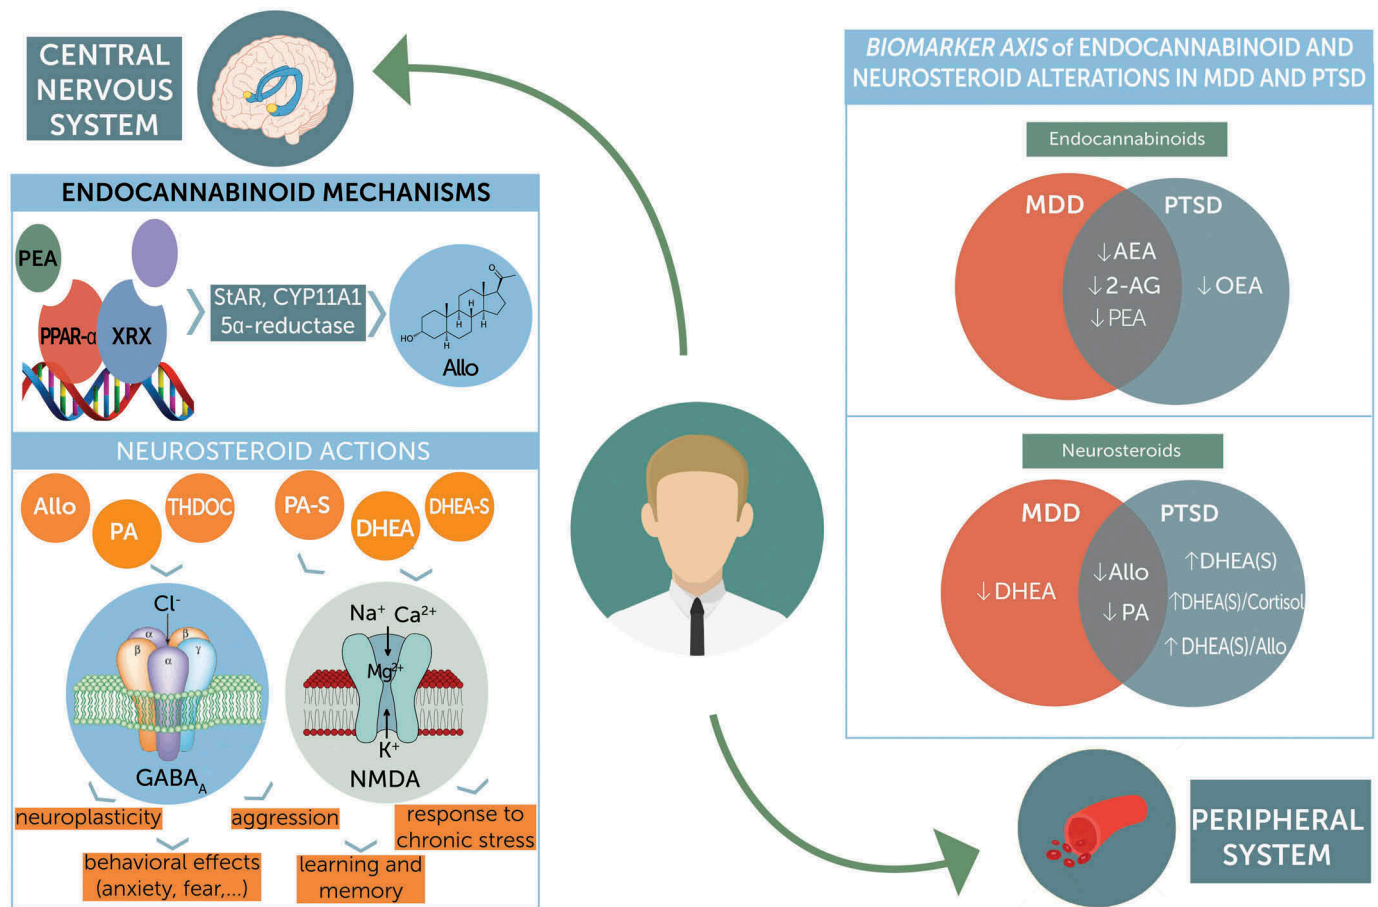 CENTRAL
NERVOUS
SYSTEM
ENDOCANNABINOID MECHANISMS
PEA
PPAR-α
XRX
StAR, CYP11A1
5α-reductase
O
H
H
H
H
HO
H
Allo
NEUROSTEROID ACTIONS
Allo
PA
THDOC
PA-S
DHEA
DHEA-S
Cl⁻
α
β
β
α
γ
GABA_A
Na⁺ Ca²⁺
Mg²⁺
K⁺
NMDA
neuroplasticity
aggression
response to
chronic stress
behavioral effects
(anxiety, fear,...)
learning and
memory
BIOMARKER AXIS of ENDOCANNABINOID AND
NEUROSTEROID ALTERATIONS IN MDD AND PTSD
Endocannabinoids
MDD
PTSD
↓AEA
↓2-AG
↓PEA
↓OEA
Neurosteroids
MDD
PTSD
↓DHEA
↓Allo
↓PA
↑DHEA(S)
↑DHEA(S)/Cortisol
↑DHEA(S)/Allo
PERIPHERAL
SYSTEM